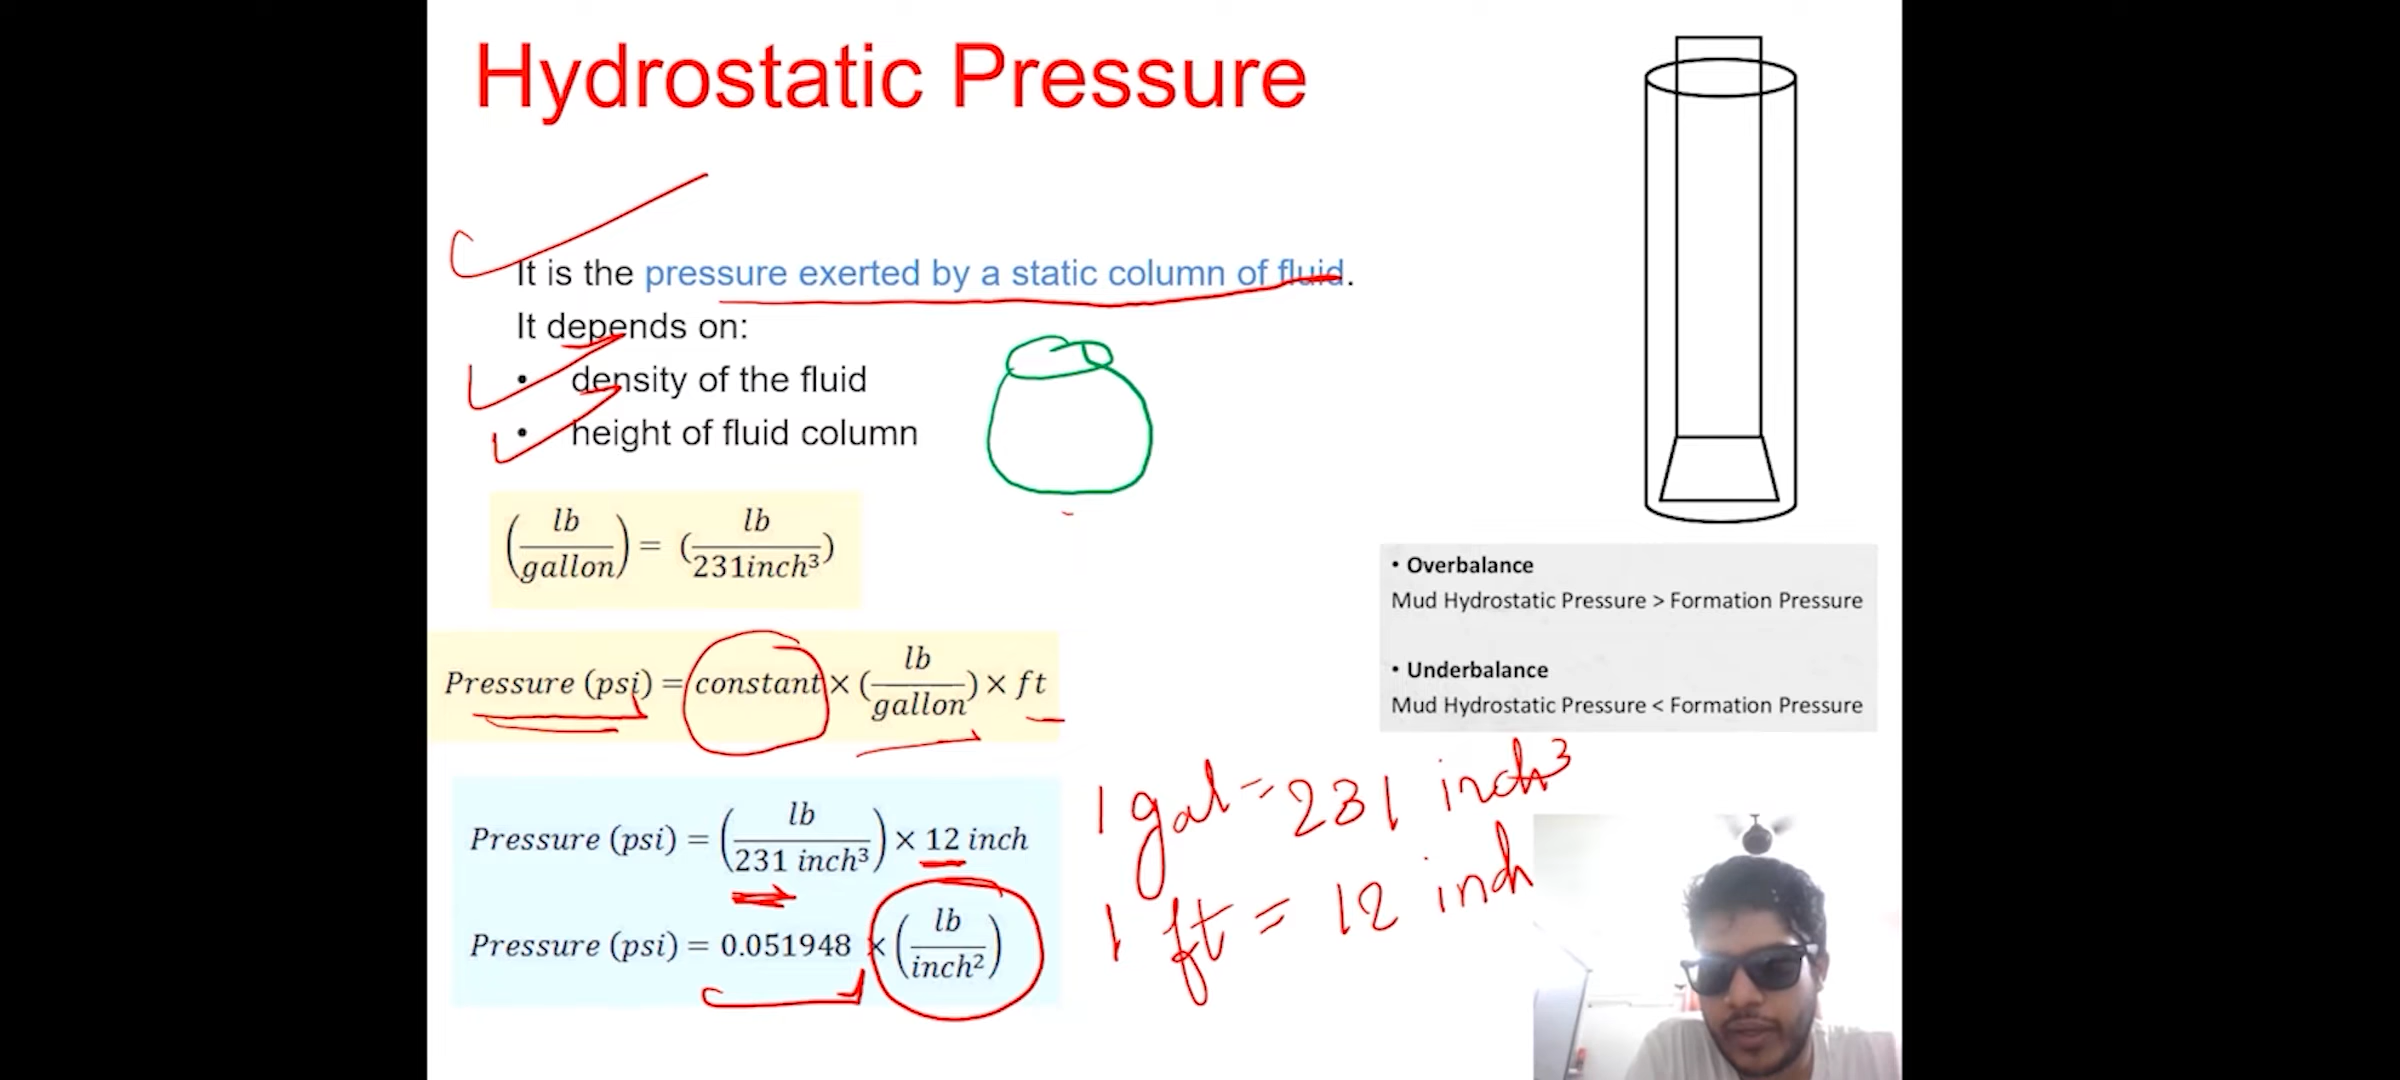 Hydrostatic Pressure
It is the pressure exerted by a static column of fluid.
It depends on:
• density of the fluid
• height of fluid column
(lb/gallon) = (lb/231inch³)
Pressure (psi) = constant × (lb/gallon) × ft
Pressure (psi) = (lb/231 inch³) × 12 inch
Pressure (psi) = 0.051948 × (lb/inch²)
• Overbalance
Mud Hydrostatic Pressure > Formation Pressure
• Underbalance
Mud Hydrostatic Pressure < Formation Pressure
1 gal = 231 inch³
1 ft = 12 inch